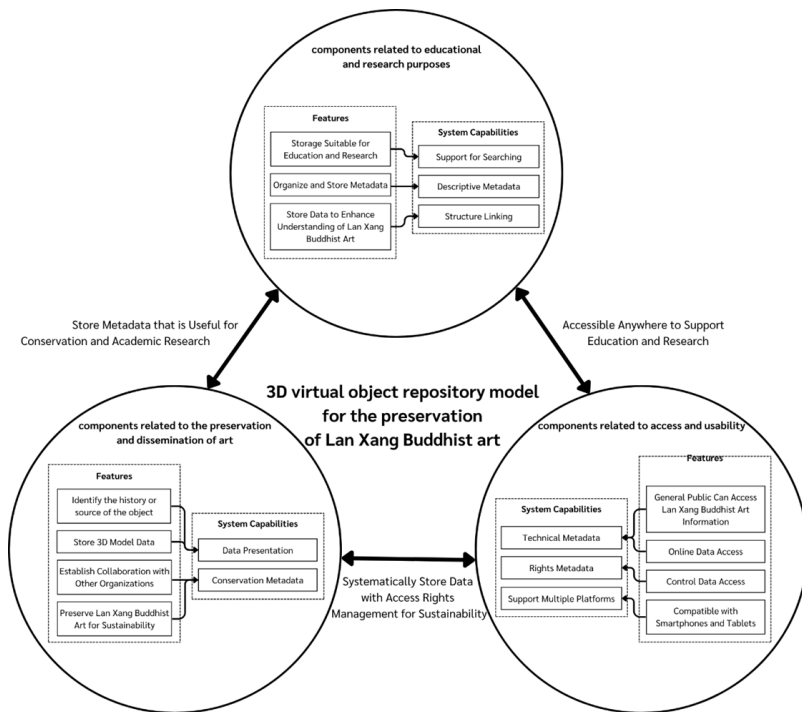 components related to educational
and research purposes
Features
Storage Suitable for
Education and Research
Organize and Store Metadata
Store Data to Enhance
Understanding of Lan Xang
Buddhist Art
System Capabilities
Support for Searching
Descriptive Metadata
Structure Linking
Store Metadata that is Useful for
Conservation and Academic Research
Accessible Anywhere to Support
Education and Research
3D virtual object repository model
for the preservation
of Lan Xang Buddhist art
components related to the preservation
and dissemination of art
Features
Identify the history or
source of the object
Store 3D Model Data
Establish Collaboration with
Other Organizations
Preserve Lan Xang Buddhist
Art for Sustainability
System Capabilities
Data Presentation
Conservation Metadata
Systematically Store Data
with Access Rights
Management for Sustainability
components related to access and usability
System Capabilities
Technical Metadata
Rights Metadata
Support Multiple Platforms
Features
General Public Can Access
Lan Xang Buddhist Art
Information
Online Data Access
Control Data Access
Compatible with
Smartphones and Tablets